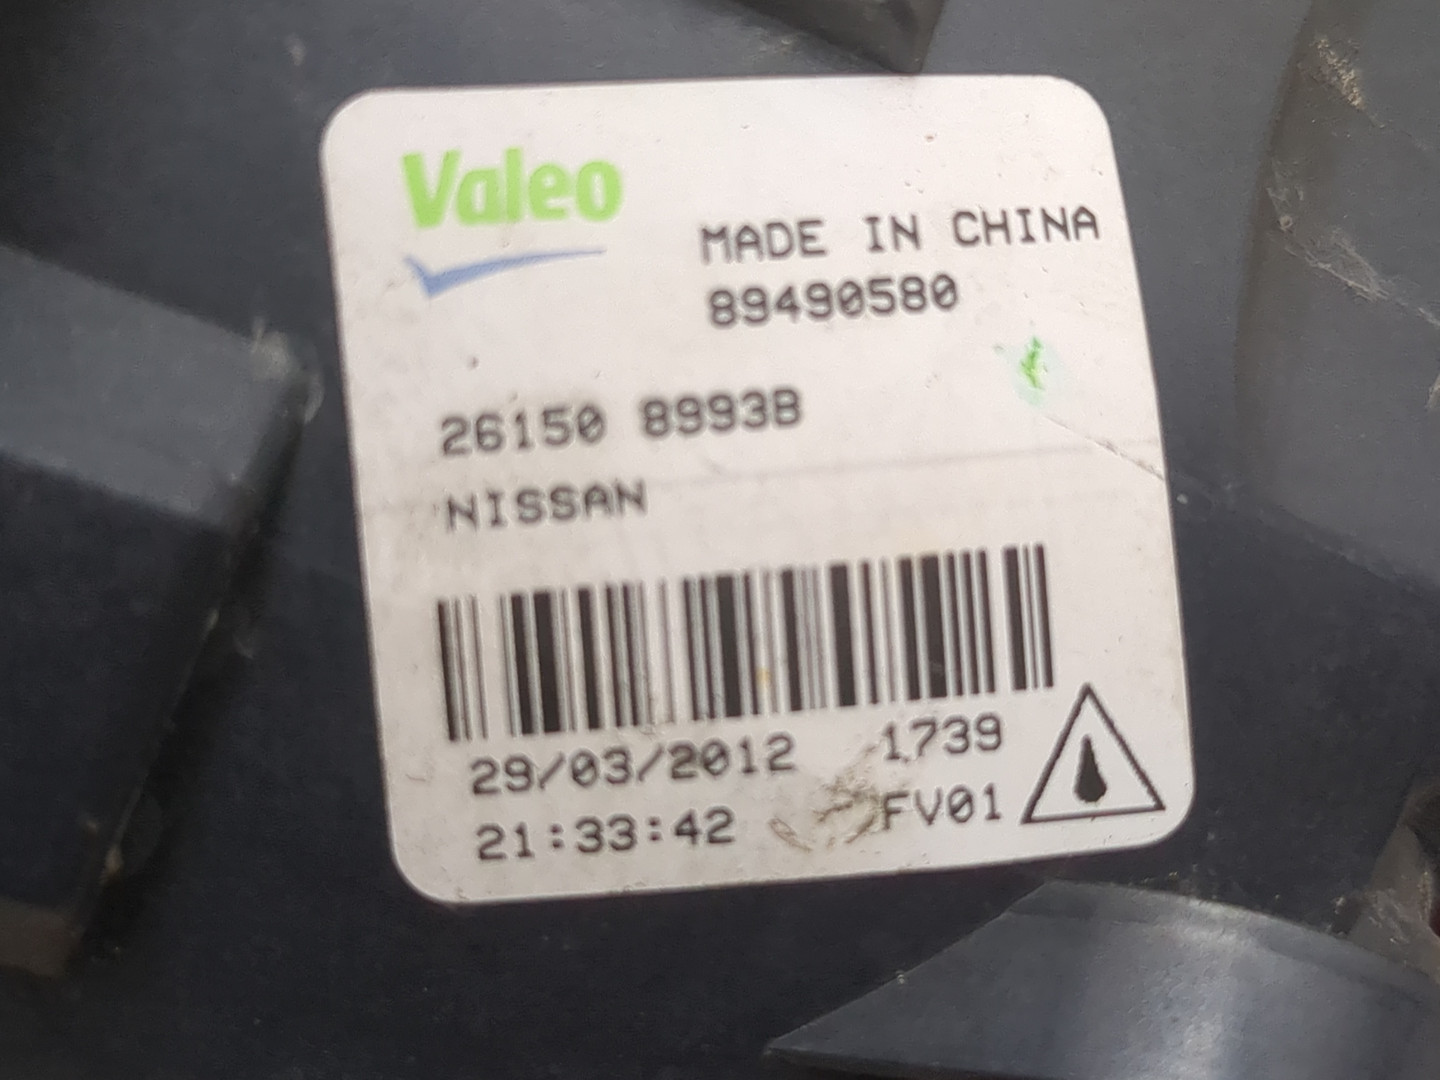 Valeo
MADE IN CHINA
89490580
26150 8993B
NISSAN
29/03/2012 1739
21:33:42 FV01